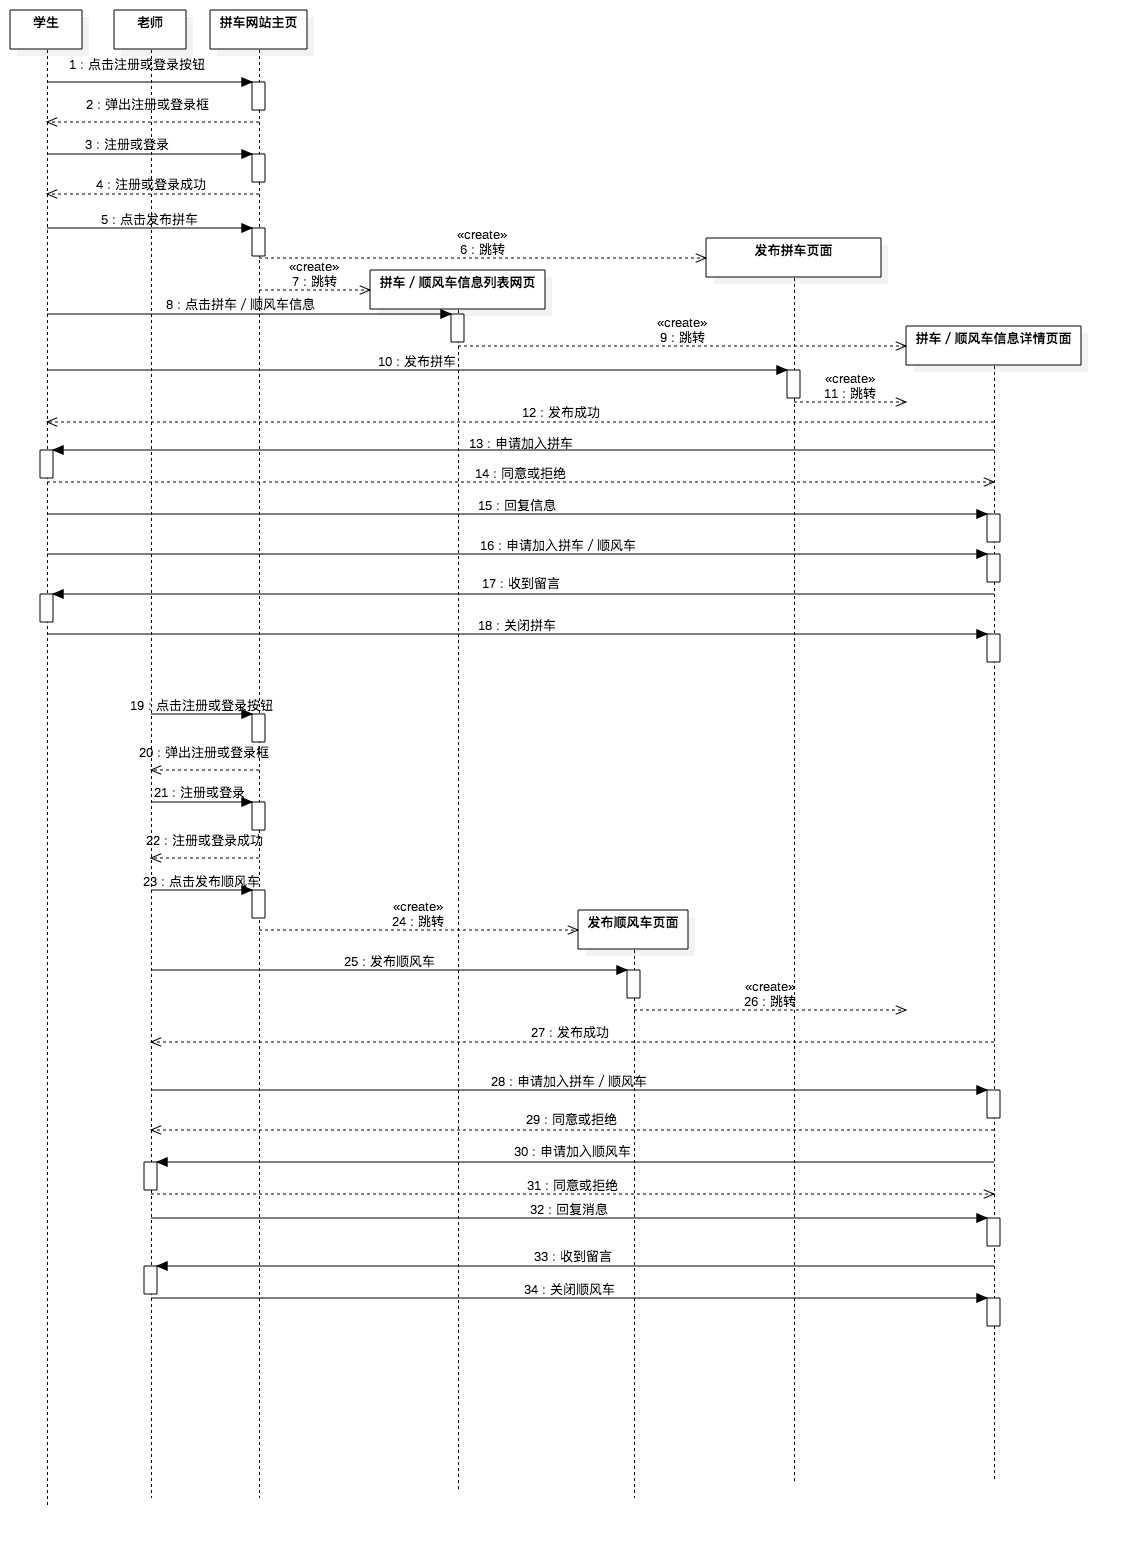 学生
老师
拼车网站主页
1 : 点击注册或登录按钮
2 : 弹出注册或登录框
3 : 注册或登录
4 : 注册或登录成功
5 : 点击发布拼车
«create»
6 : 跳转
发布拼车页面
«create»
7 : 跳转
拼车 / 顺风车信息列表网页
8 : 点击拼车 / 顺风车信息
«create»
9 : 跳转
拼车 / 顺风车信息详情页面
10 : 发布拼车
«create»
11 : 跳转
12 : 发布成功
13 : 申请加入拼车
14 : 同意或拒绝
15 : 回复信息
16 : 申请加入拼车 / 顺风车
17 : 收到留言
18 : 关闭拼车
19 : 点击注册或登录按钮
20 : 弹出注册或登录框
21 : 注册或登录
22 : 注册或登录成功
23 : 点击发布顺风车
«create»
24 : 跳转
发布顺风车页面
25 : 发布顺风车
«create»
26 : 跳转
27 : 发布成功
28 : 申请加入拼车 / 顺风车
29 : 同意或拒绝
30 : 申请加入顺风车
31 : 同意或拒绝
32 : 回复消息
33 : 收到留言
34 : 关闭顺风车